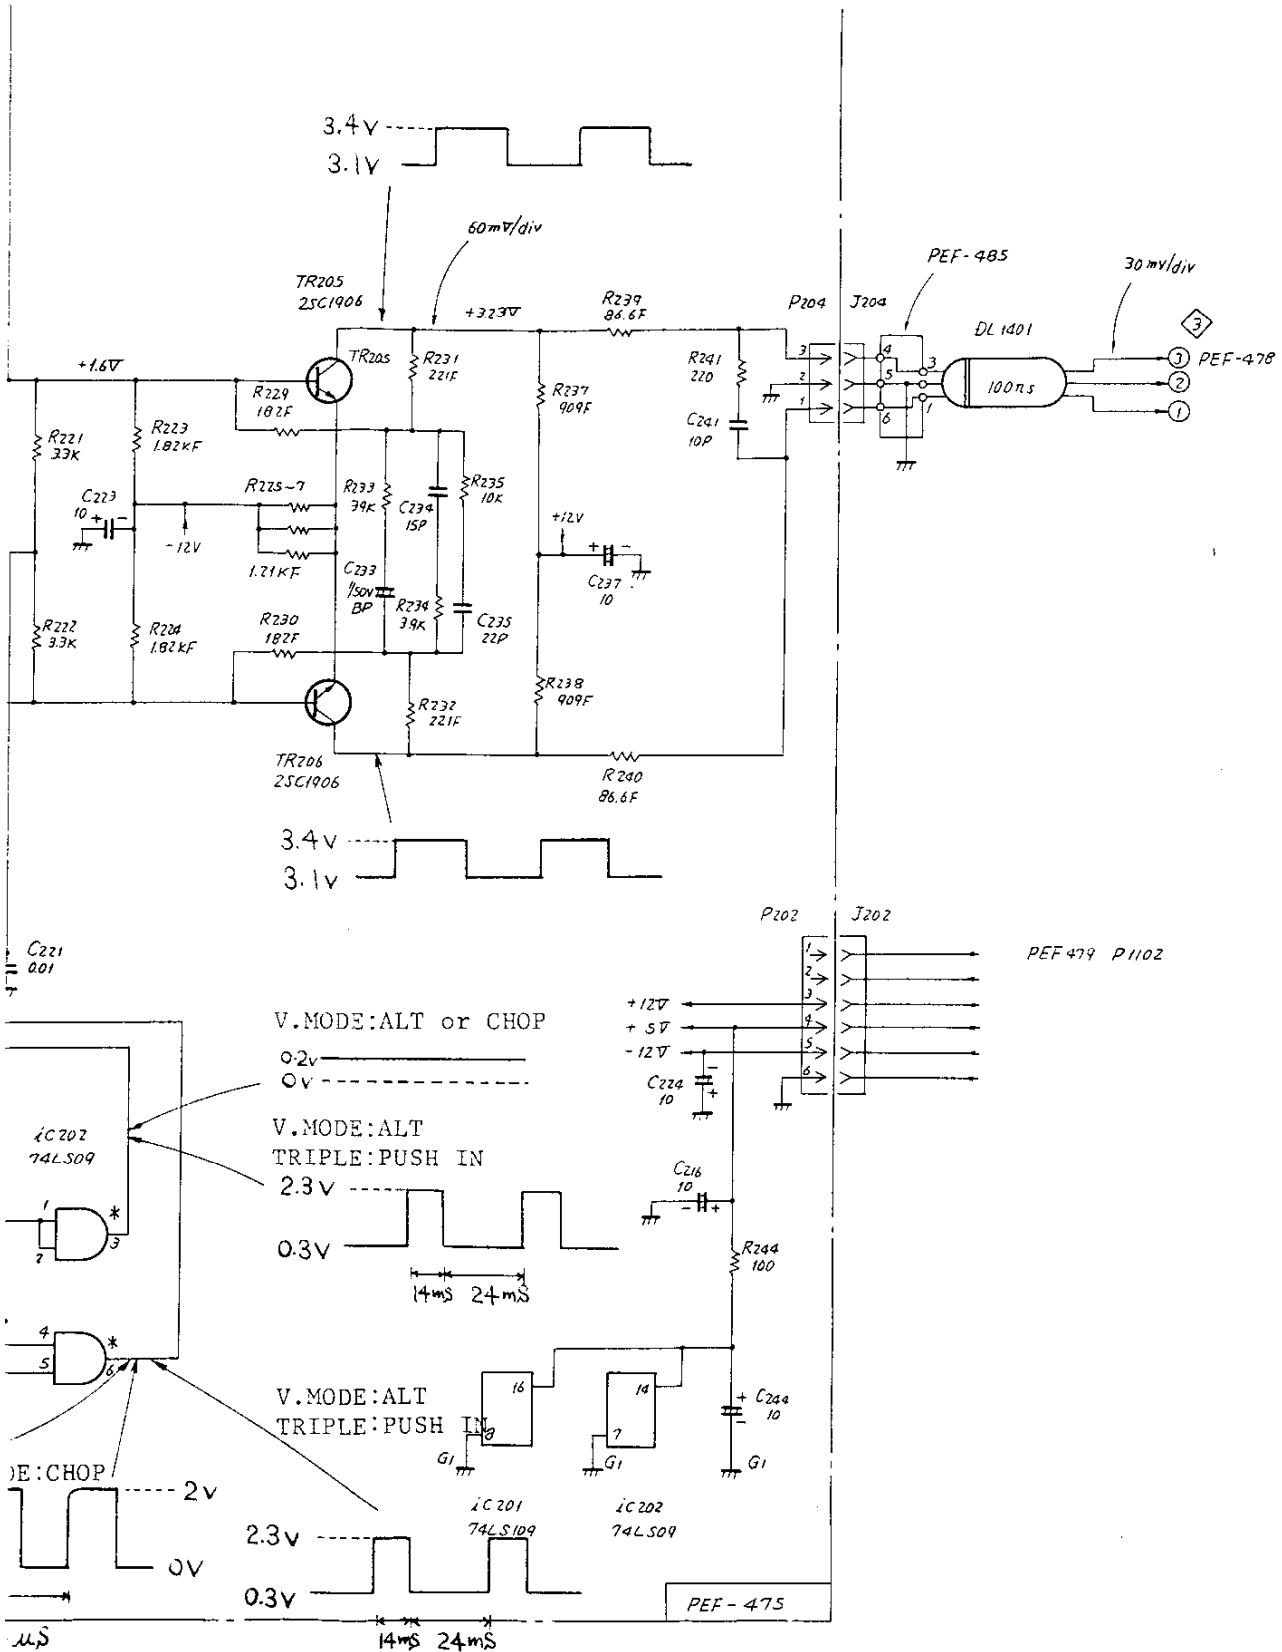 3.4V
3.1V
60mV/div
PEF-485
30mV/div
TR205
2SC1906
+3.23V
R239
86.6F
P204
J204
DL1401
3
TR205
R231
221F
R241
220
3
2
1
4
5
6
3
1
100ns
3
PEF-478
2
1
+1.6V
R229
182F
R237
909F
C241
10P
R221
3.3K
R223
1.82KF
C223
10
+ -
R225-7
-12V
1.21KF
R233
39K
C234
15P
R235
10K
+12V
+ -
C237
10
C233
1/50V
BP
R234
3.9K
C235
22P
R222
3.3K
R224
1.82KF
R230
182F
R232
221F
R238
909F
TR206
2SC1906
R240
86.6F
3.4V
3.1V
P202
J202
C221
0.01
1
2
3
4
5
6
PEF479 P1102
+12V
+5V
-12V
V.MODE:ALT or CHOP
0.2V
0V
C224
10
-
+
iC202
74LS09
V.MODE:ALT
TRIPLE:PUSH IN
2.3V
0.3V
14mS 24mS
C216
10
- +
1
2
3
*
R244
100
4
5
6
*
V.MODE:ALT
TRIPLE:PUSH IN
16
8
G1
14
7
G1
+
-
C244
10
G1
DE:CHOP
2V
0V
iC201
74LS109
iC202
74LS09
2.3V
0.3V
14mS 24mS
μS
PEF-475